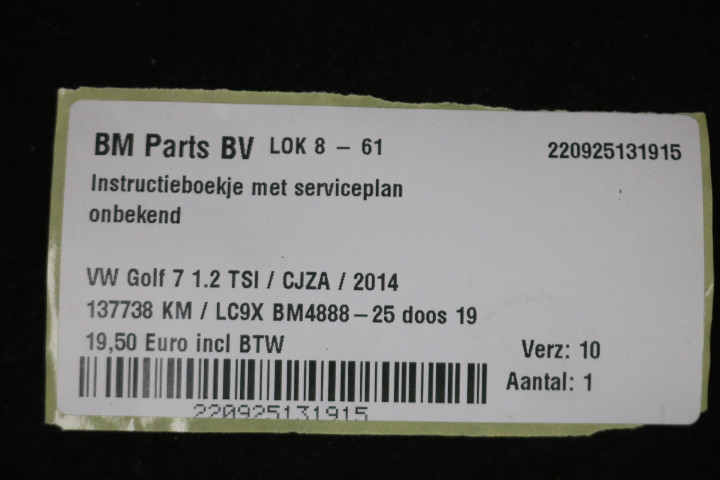 BM Parts BV LOK 8 - 61 220925131915
Instructieboekje met serviceplan
onbekend
VW Golf 7 1.2 TSI / CJZA / 2014
137738 KM / LC9X BM4888-25 doos 19
19,50 Euro incl BTW Verz: 10
Aantal: 1
220925131915